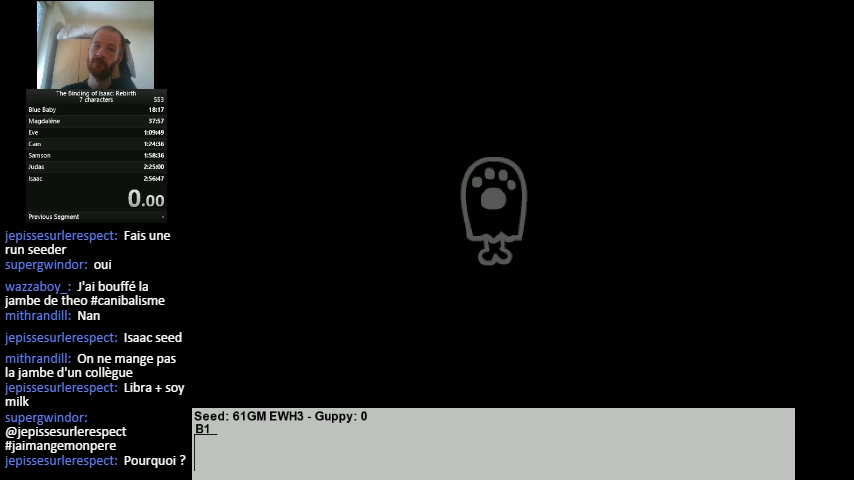 The Binding of Isaac: Rebirth
7 characters 553
Blue Baby 18:17
Magdalène 37:57
Eve 1:09:49
Cain 1:24:36
Samson 1:58:36
Judas 2:25:00
Isaac 2:56:47
0.00
Previous Segment -
jepissesurlerespect: Fais une
run seeder
supergwindor: oui
wazzaboy_: J'ai bouffé la
jambe de theo #canibalisme
mithrandill: Nan
jepissesurlerespect: Isaac seed
mithrandill: On ne mange pas
la jambe d'un collègue
jepissesurlerespect: Libra + soy
milk
supergwindor:
@jepissesurlerespect
#jaimangemonpere
jepissesurlerespect: Pourquoi ?
Seed: 61GM EWH3 - Guppy: 0
B1